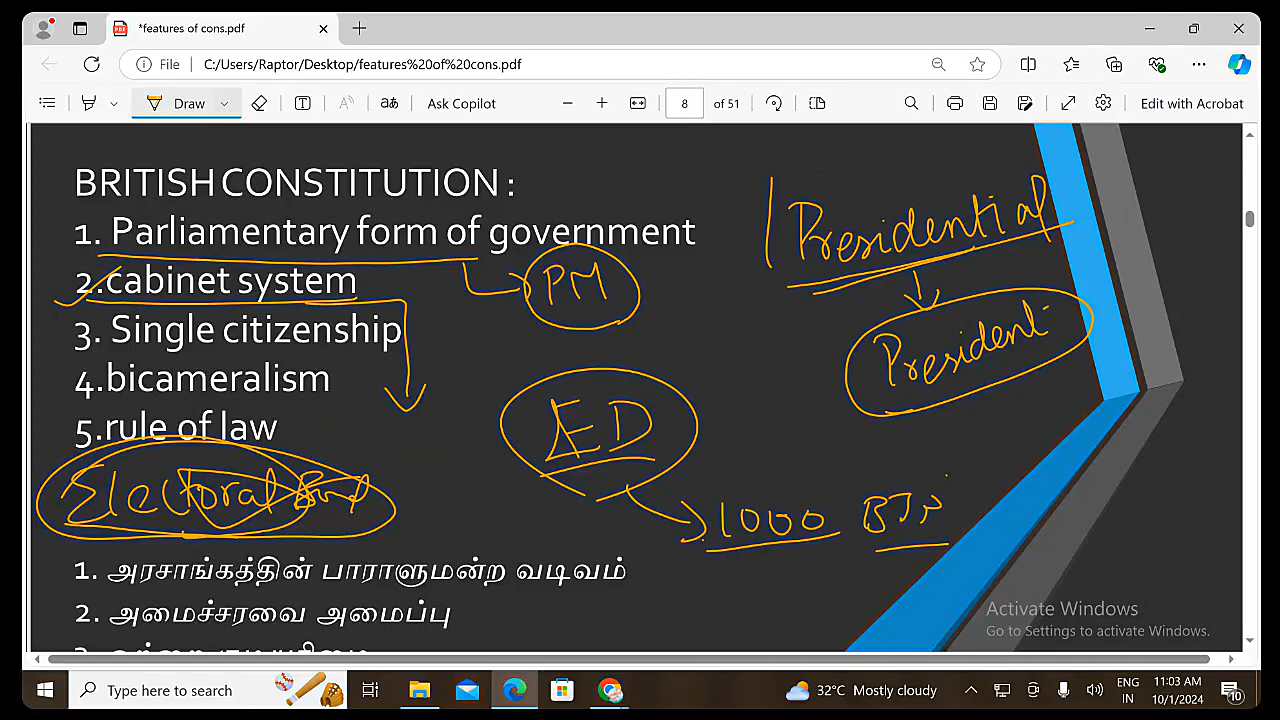 *features of cons.pdf
File C:/Users/Raptor/Desktop/features%20of%20cons.pdf
Draw Ask Copilot 8 of 51 Edit with Acrobat
BRITISH CONSTITUTION :
1. Parliamentary form of government
2.cabinet system
3. Single citizenship
4.bicameralism
5.rule of law
Presidential
PM
President
ED
Electoral
1000 BJP
1. அரசாங்கத்தின் பாராளுமன்ற வடிவம்
2. அமைச்சரவை அமைப்பு
Activate Windows
Go to Settings to activate Windows.
Type here to search
32°C Mostly cloudy
ENG
IN
11:03 AM
10/1/2024
10